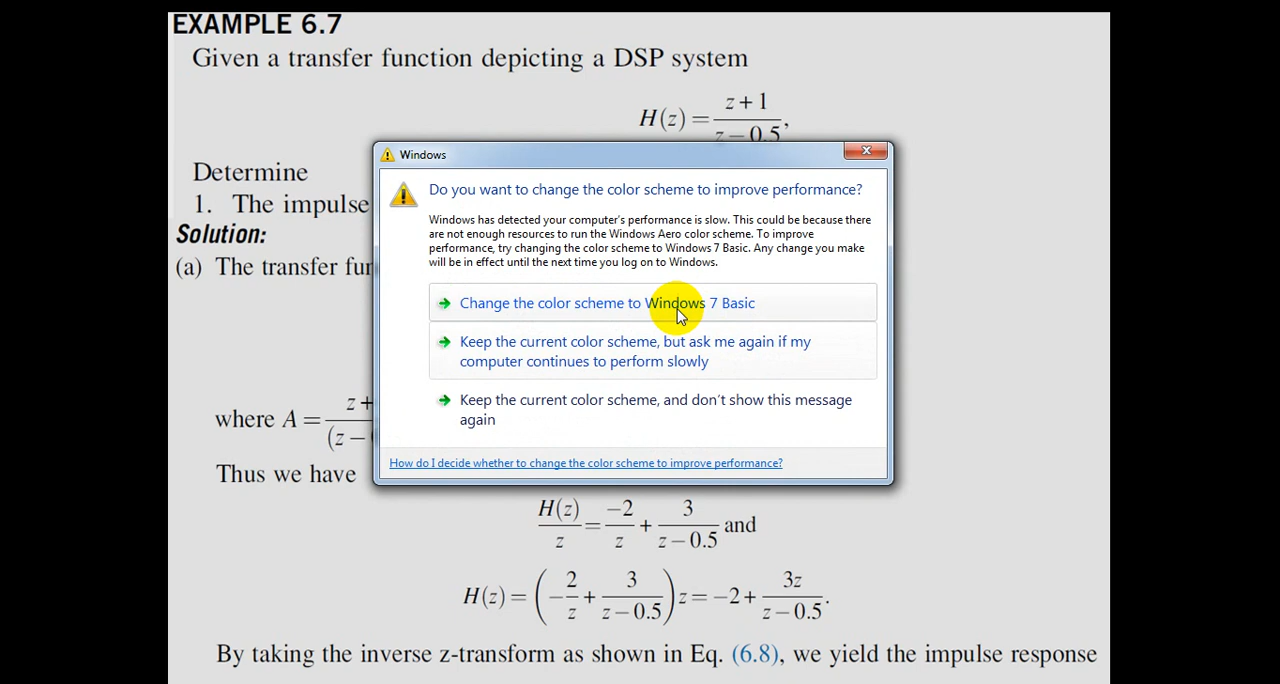 EXAMPLE 6.7
Given a transfer function depicting a DSP system
H(z) = z + 1 / z − 0.5,
Windows
Do you want to change the color scheme to improve performance?
Determine
1. The impulse
Windows has detected your computer's performance is slow. This could be because there
are not enough resources to run the Windows Aero color scheme. To improve
performance, try changing the color scheme to Windows 7 Basic. Any change you make
will be in effect until the next time you log on to Windows.
Solution:
(a) The transfer fun
Change the color scheme to Windows 7 Basic
Keep the current color scheme, but ask me again if my
computer continues to perform slowly
Keep the current color scheme, and don't show this message
again
where A = z + / (z −
How do I decide whether to change the color scheme to improve performance?
Thus we have
H(z) / z = −2 / z + 3 / z − 0.5 and
H(z) = (− 2 / z + 3 / z − 0.5) z = −2 + 3z / z − 0.5.
By taking the inverse z-transform as shown in Eq. (6.8), we yield the impulse response